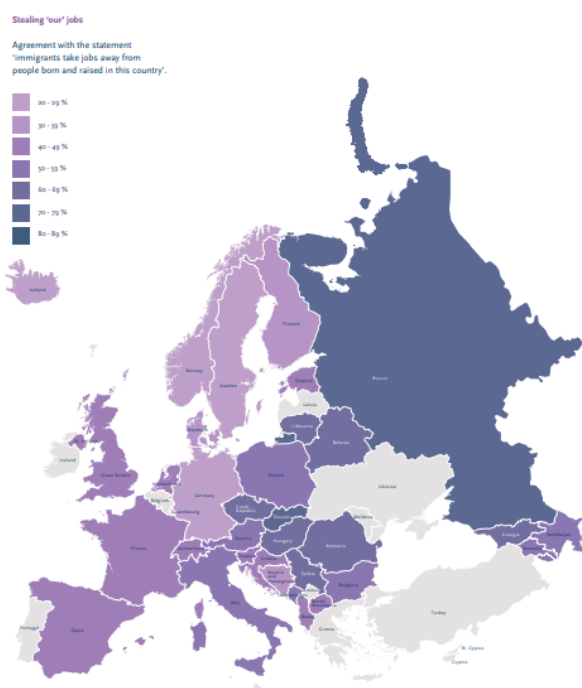 Stealing ‘our’ jobs
Agreement with the statement
‘immigrants take jobs away from
people born and raised in this country’.
20 - 29 %
30 - 39 %
40 - 49 %
50 - 59 %
60 - 69 %
70 - 79 %
80 - 89 %
Iceland
Finland
Norway
Sweden
Russia
Estonia
Latvia
Denmark
Lithuania
Belarus
Ireland
Great Britain
Poland
Belgium
Germany
Ukraine
Luxembourg
Czech
Republic
Slovakia
Moldova
France
Austria
Hungary
Romania
Georgia
Azerbaijan
Switzerland
Croatia
Bosnia
and
Herzegovina
Serbia
Bulgaria
Italy
Portugal
Spain
Albania
Greece
Turkey
N. Cyprus
Cyprus